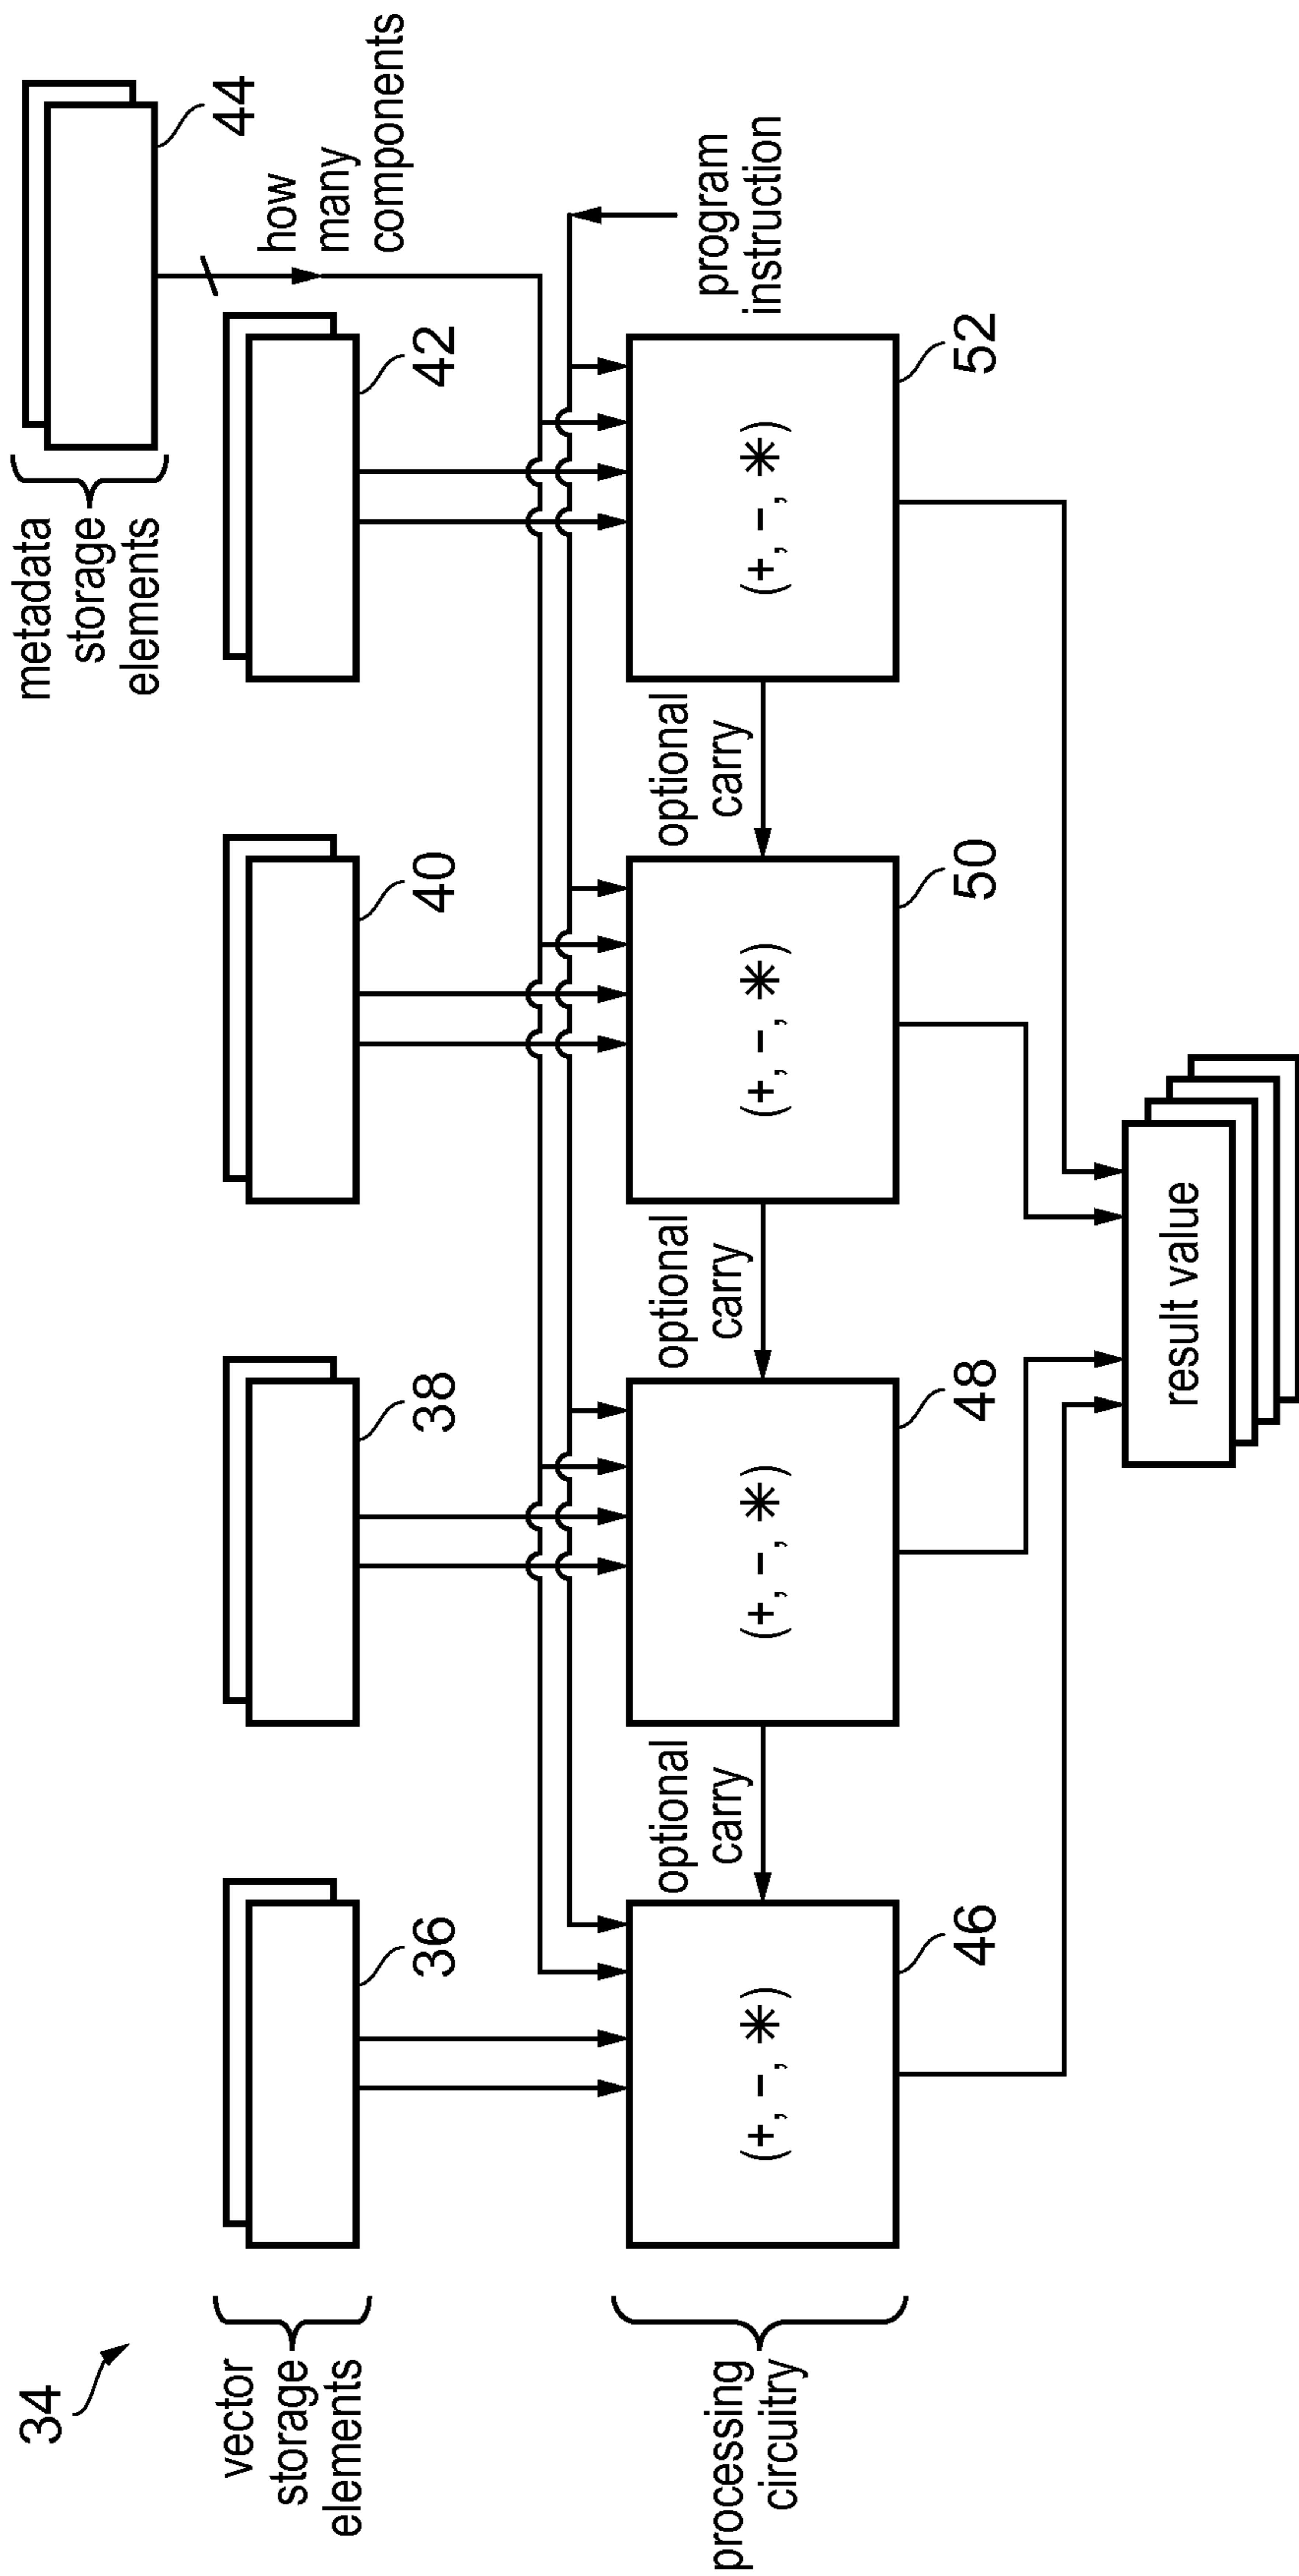 34
metadata
storage
elements
44
vector
storage
elements
36
38
40
42
how
many
components
processing
circuitry
optional
carry
optional
carry
optional
carry
program
instruction
(+, -, *)
(+, -, *)
(+, -, *)
(+, -, *)
46
48
50
52
result value